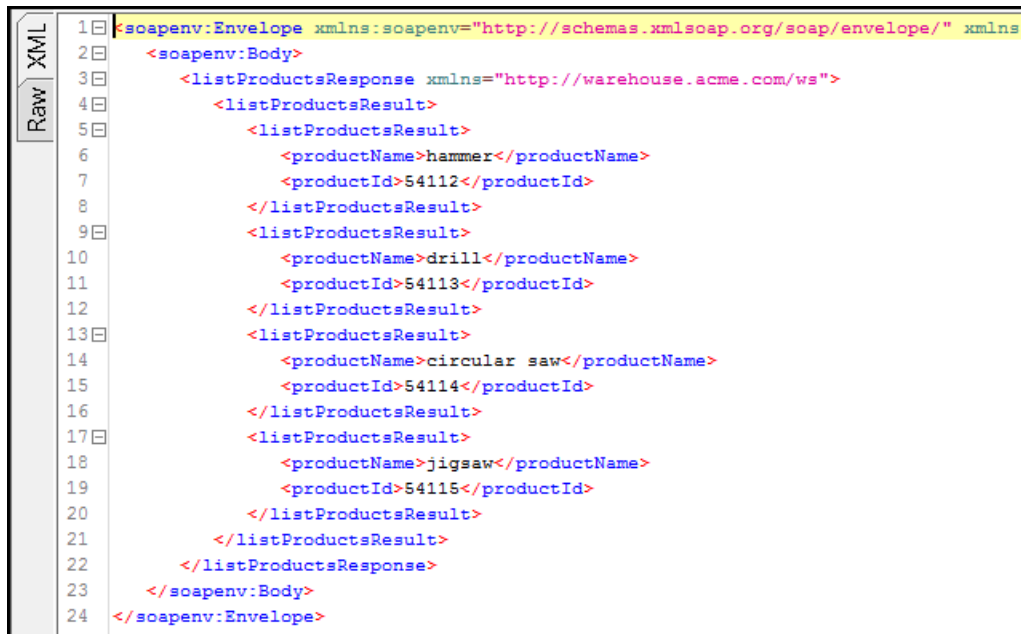 XML
Raw
1 <soapenv:Envelope xmlns:soapenv="http://schemas.xmlsoap.org/soap/envelope/" xmlns
2 <soapenv:Body>
3 <listProductsResponse xmlns="http://warehouse.acme.com/ws">
4 <listProductsResult>
5 <listProductsResult>
6 <productName>hammer</productName>
7 <productId>54112</productId>
8 </listProductsResult>
9 <listProductsResult>
10 <productName>drill</productName>
11 <productId>54113</productId>
12 </listProductsResult>
13 <listProductsResult>
14 <productName>circular saw</productName>
15 <productId>54114</productId>
16 </listProductsResult>
17 <listProductsResult>
18 <productName>jigsaw</productName>
19 <productId>54115</productId>
20 </listProductsResult>
21 </listProductsResult>
22 </listProductsResponse>
23 </soapenv:Body>
24 </soapenv:Envelope>